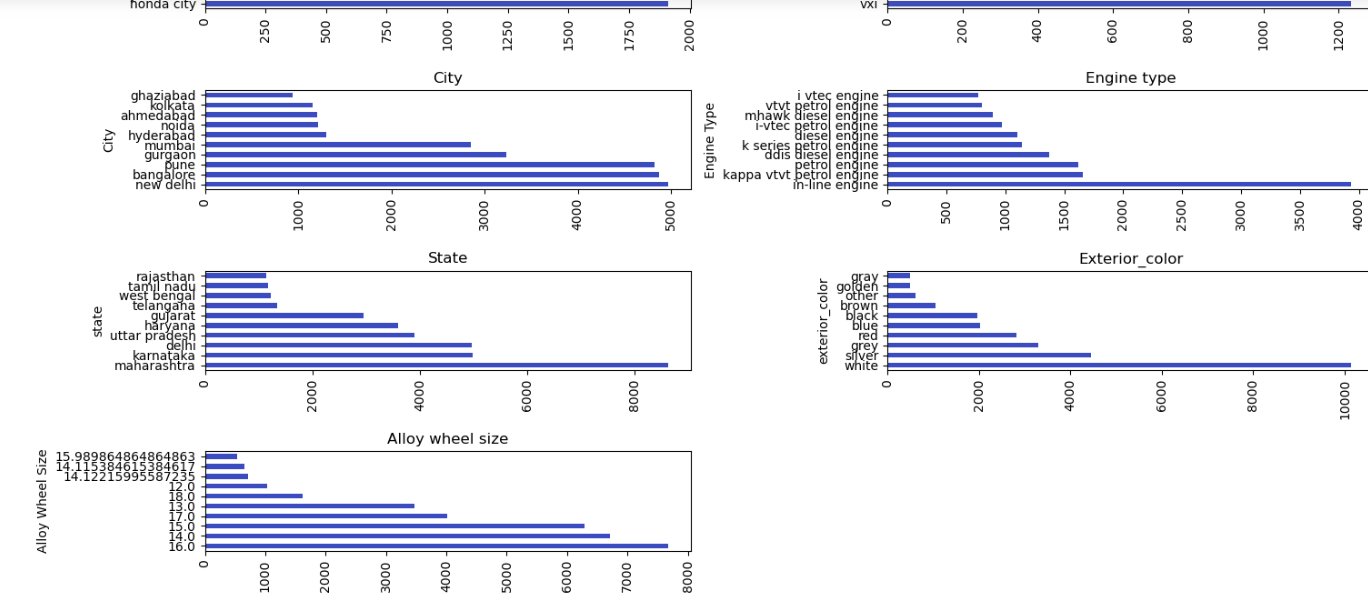 honda city
0 250 500 750 1000 1250 1500 1750 2000
vxi
0 200 400 600 800 1000 1200
City
City
ghaziabad
kolkata
ahmedabad
noida
hyderabad
mumbai
gurgaon
pune
bangalore
new delhi
0 1000 2000 3000 4000 5000
Engine type
Engine Type
i vtec engine
vtvt petrol engine
mhawk diesel engine
i-vtec petrol engine
diesel engine
k series petrol engine
ddis diesel engine
petrol engine
kappa vtvt petrol engine
in-line engine
0 500 1000 1500 2000 2500 3000 3500 4000
State
state
rajasthan
tamil nadu
west bengal
telangana
gujarat
haryana
uttar pradesh
delhi
karnataka
maharashtra
0 2000 4000 6000 8000
Exterior_color
exterior_color
gray
golden
other
brown
black
blue
red
grey
silver
white
0 2000 4000 6000 8000 10000
Alloy wheel size
Alloy Wheel Size
15.989864864864863
14.115384615384617
14.12215995587235
12.0
18.0
13.0
17.0
15.0
14.0
16.0
0 1000 2000 3000 4000 5000 6000 7000 8000